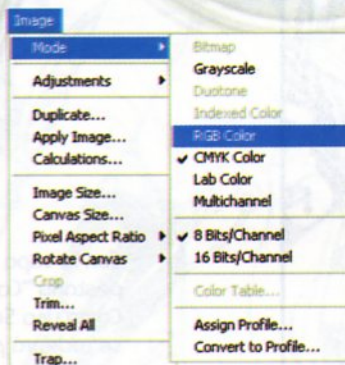 Image
Mode
Adjustments
Duplicate...
Apply Image...
Calculations...
Image Size...
Canvas Size...
Pixel Aspect Ratio
Rotate Canvas
Crop
Trim...
Reveal All
Trap...
Bitmap
Grayscale
Duotone
Indexed Color
RGB Color
CMYK Color
Lab Color
Multichannel
8 Bits/Channel
16 Bits/Channel
Color Table...
Assign Profile...
Convert to Profile...